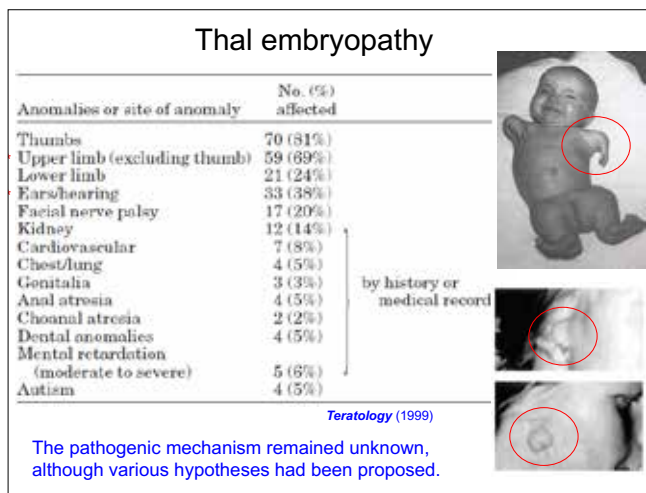 Thal embryopathy
No. (%)
Anomalies or site of anomaly affected
Thumbs 70 (81%)
* Upper limb (excluding thumb) 59 (69%)
Lower limb 21 (24%)
* Ears/hearing 33 (38%)
Facial nerve palsy 17 (20%)
Kidney 12 (14%)
Cardiovascular 7 (8%)
Chest/lung 4 (5%)
Genitalia 3 (3%) by history or
Anal atresia 4 (5%) medical record
Choanal atresia 2 (2%)
Dental anomalies 4 (5%)
Mental retardation
(moderate to severe) 5 (6%)
Autism 4 (5%)
Teratology (1999)
The pathogenic mechanism remained unknown,
although various hypotheses had been proposed.